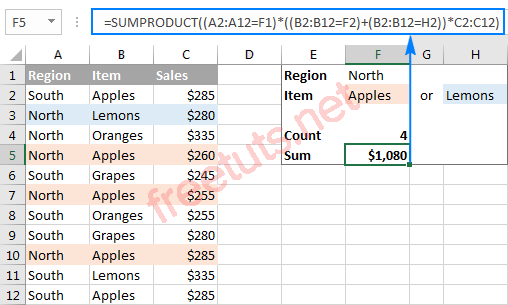 F5 =SUMPRODUCT((A2:A12=F1)*((B2:B12=F2)+(B2:B12=H2))*C2:C12)
A B C D E F G H
1 Region Item Sales Region North
2 South Apples $285 Item Apples or Lemons
3 North Lemons $280
4 North Oranges $335 Count 4
5 North Apples $260 Sum $1,080
6 South Grapes $245
7 North Apples $255
8 South Oranges $255
9 South Grapes $280
10 North Apples $285
11 South Lemons $335
12 South Apples $285
freetuts.net